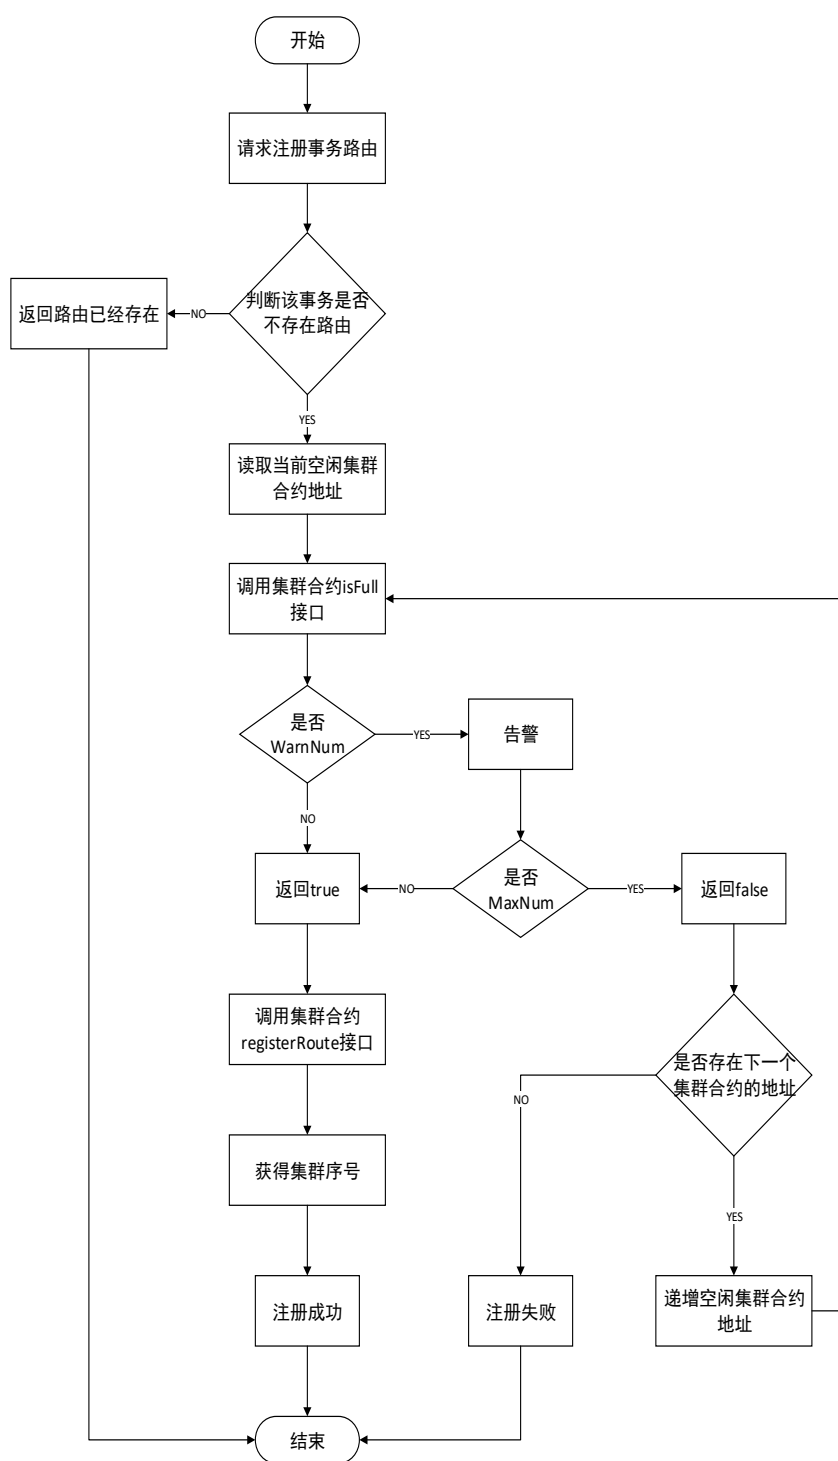 开始
请求注册事务路由
判断该事务是否
不存在路由
NO
返回路由已经存在
YES
读取当前空闲集群
合约地址
调用集群合约isFull
接口
是否
WarnNum
YES
告警
NO
返回true
NO
是否
MaxNum
YES
返回false
调用集群合约
registerRoute接口
是否存在下一个
集群合约的地址
NO
获得集群序号
YES
注册成功
注册失败
递增空闲集群合约
地址
结束